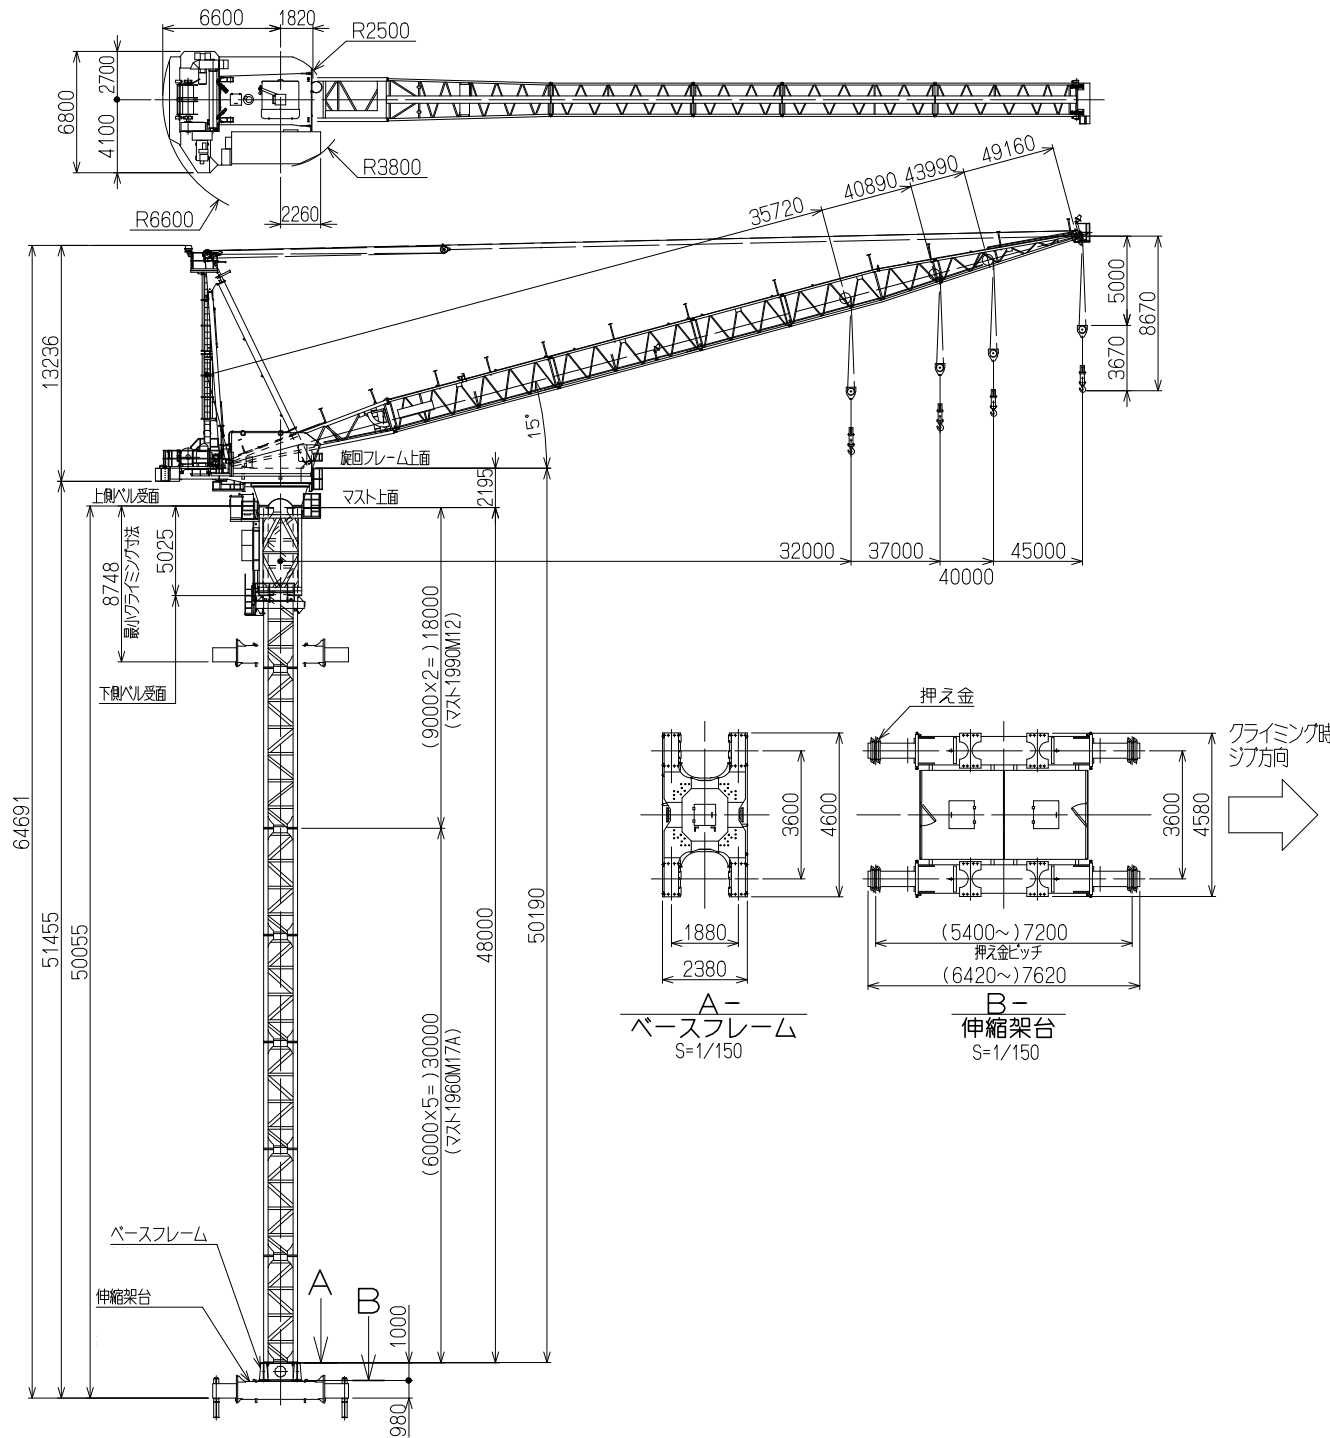 6600
1820
R2500
2700
6800
4100
R3800
R6600
2260
49160
43990
40890
35720
5000
8670
3670
13236
15°
旋回フレーム上面
2195
上側ベル受面
マスト上面
5025
8748
最小クライミング寸法
32000
37000
40000
45000
(9000×2=)18000
(マスト1990M12)
下側ベル受面
64691
51455
50055
48000
50190
(6000×5=)30000
(マスト1960M17A)
ベースフレーム
伸縮架台
A
B
1000
980
3600
4600
1880
2380
A-
ベースフレーム
S=1/150
押え金
3600
4580
(5400~)7200
押え金ピッチ
(6420~)7620
B-
伸縮架台
S=1/150
クライミング時
ジブ方向